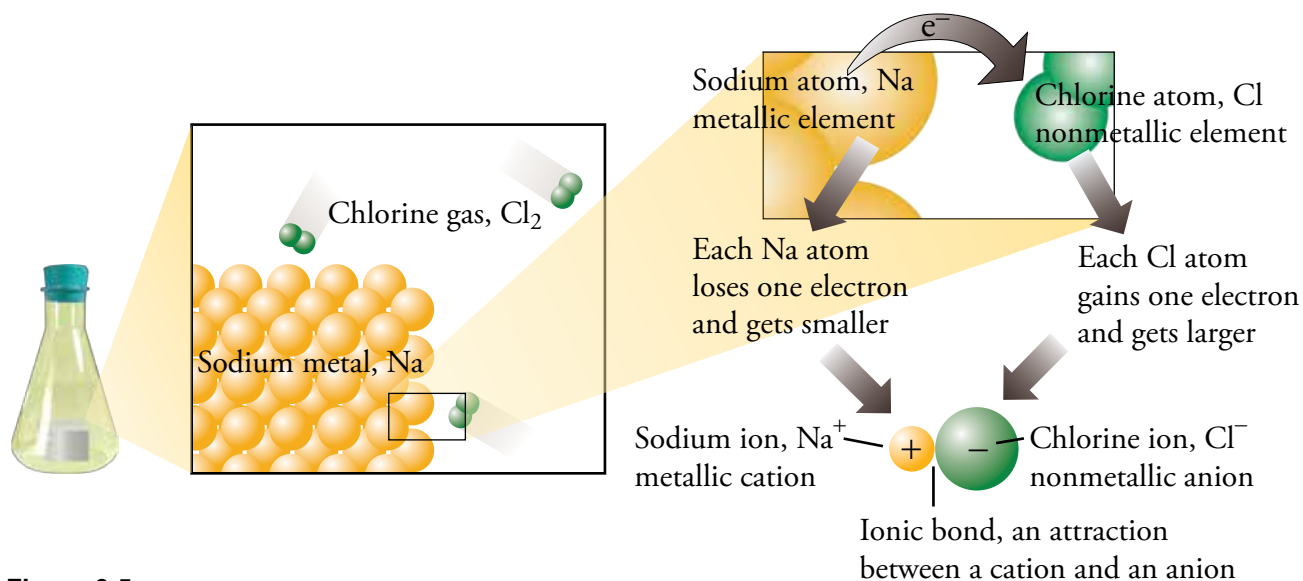 e⁻
Sodium atom, Na
metallic element
Chlorine atom, Cl
nonmetallic element
Chlorine gas, Cl₂
Sodium metal, Na
Each Na atom
loses one electron
and gets smaller
Each Cl atom
gains one electron
and gets larger
Sodium ion, Na⁺
metallic cation
+
−
Chlorine ion, Cl⁻
nonmetallic anion
Ionic bond, an attraction
between a cation and an anion